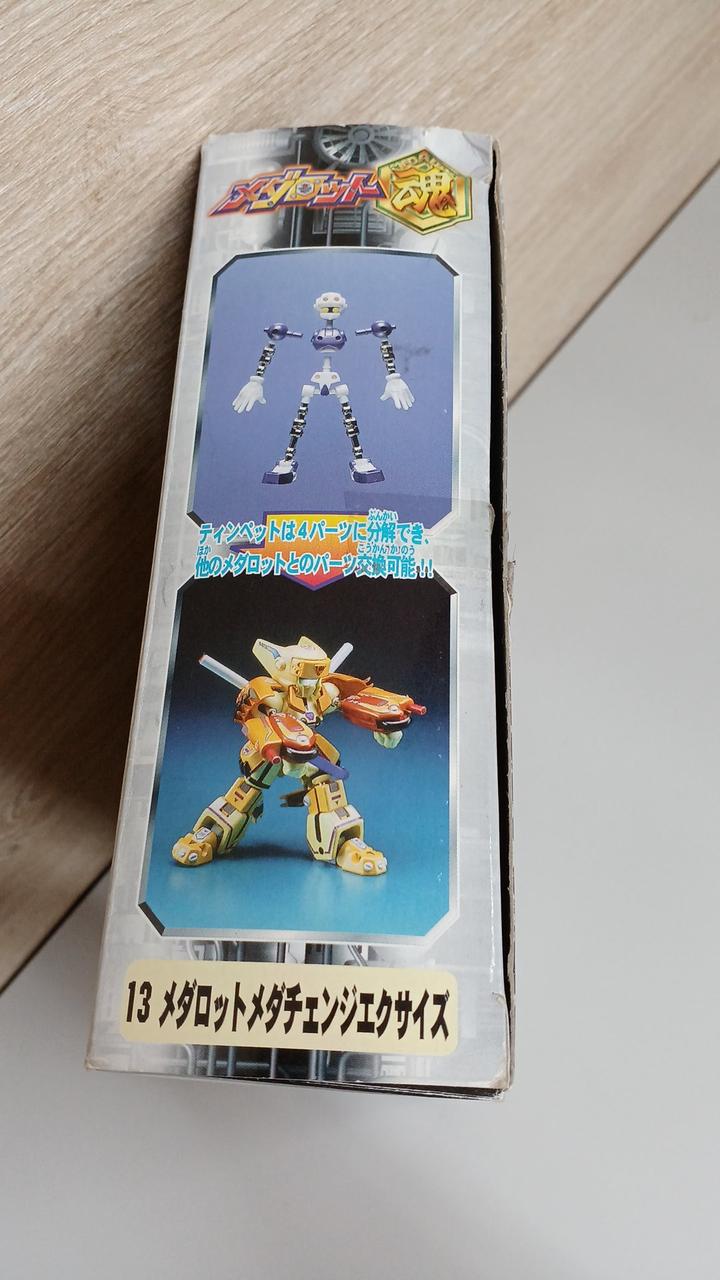 メダロット魂
ティンペットは4パーツに分解でき、
他のメダロットとのパーツ交換可能!!
13 メダロットメダチェンジエクサイズ